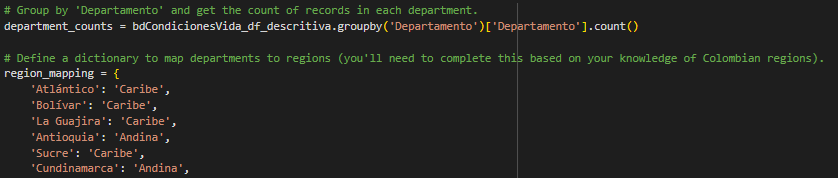 # Group by 'Departamento' and get the count of records in each department.
department_counts = bdCondicionesVida_df_descritiva.groupby('Departamento')['Departamento'].count()

# Define a dictionary to map departments to regions (you'll need to complete this based on your knowledge of Colombian regions).
region_mapping = {
    'Atlántico': 'Caribe',
    'Bolívar': 'Caribe',
    'La Guajira': 'Caribe',
    'Antioquia': 'Andina',
    'Sucre': 'Caribe',
    'Cundinamarca': 'Andina',